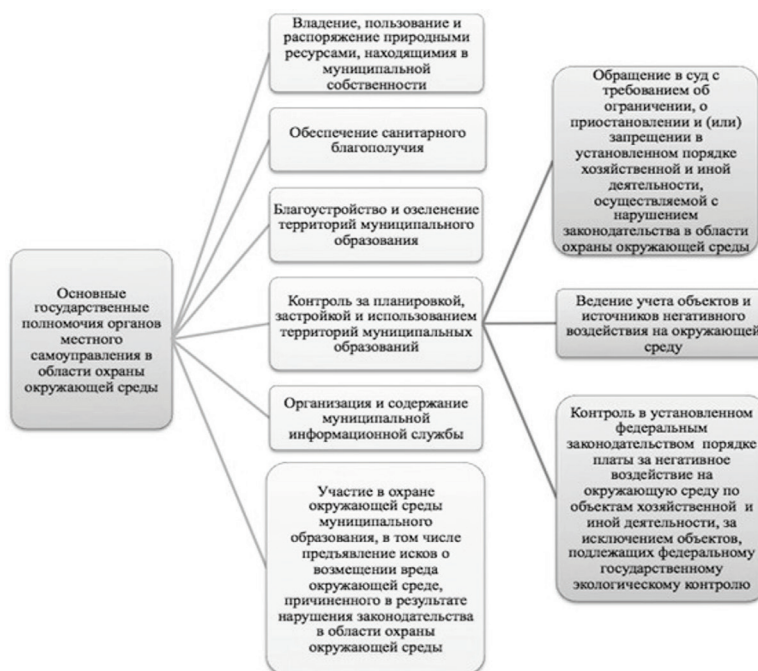 Основные
государственные
полномочия органов
местного
самоуправления в
области охраны
окружающей среды
Владение, пользование и
распоряжение природными
ресурсами, находящимия в
муниципальной
собственности
Обеспечение санитарного
благополучия
Благоустройство и озеленение
территорий муниципального
образования
Контроль за планировкой,
застройкой и использованием
территорий муниципальных
образований
Организация и содержание
муниципальной
информационной службы
Участие в охране
окружающей среды
муниципального
образования, в том числе
предъявление исков о
возмещении вреда
окружающей среде,
причиненного в результате
нарушения законодательства
в области охраны
окружающей среды
Обращение в суд с
требованием об
ограничении, о
приостановлении и (или)
запрещении в
установленном порядке
хозяйственной и иной
деятельности,
осуществляемой с
нарушением
законодательства в области
охраны окружающей среды
Ведение учета объектов и
источников негативного
воздействия на окружающей
среду
Контроль в установленном
федеральным
законодательством порядке
платы за негативное
воздействие на
окружающую среду по
объектам хозяйственной и
иной деятельности, за
исключением объектов,
подлежащих федеральному
государственному
экологическому контролю